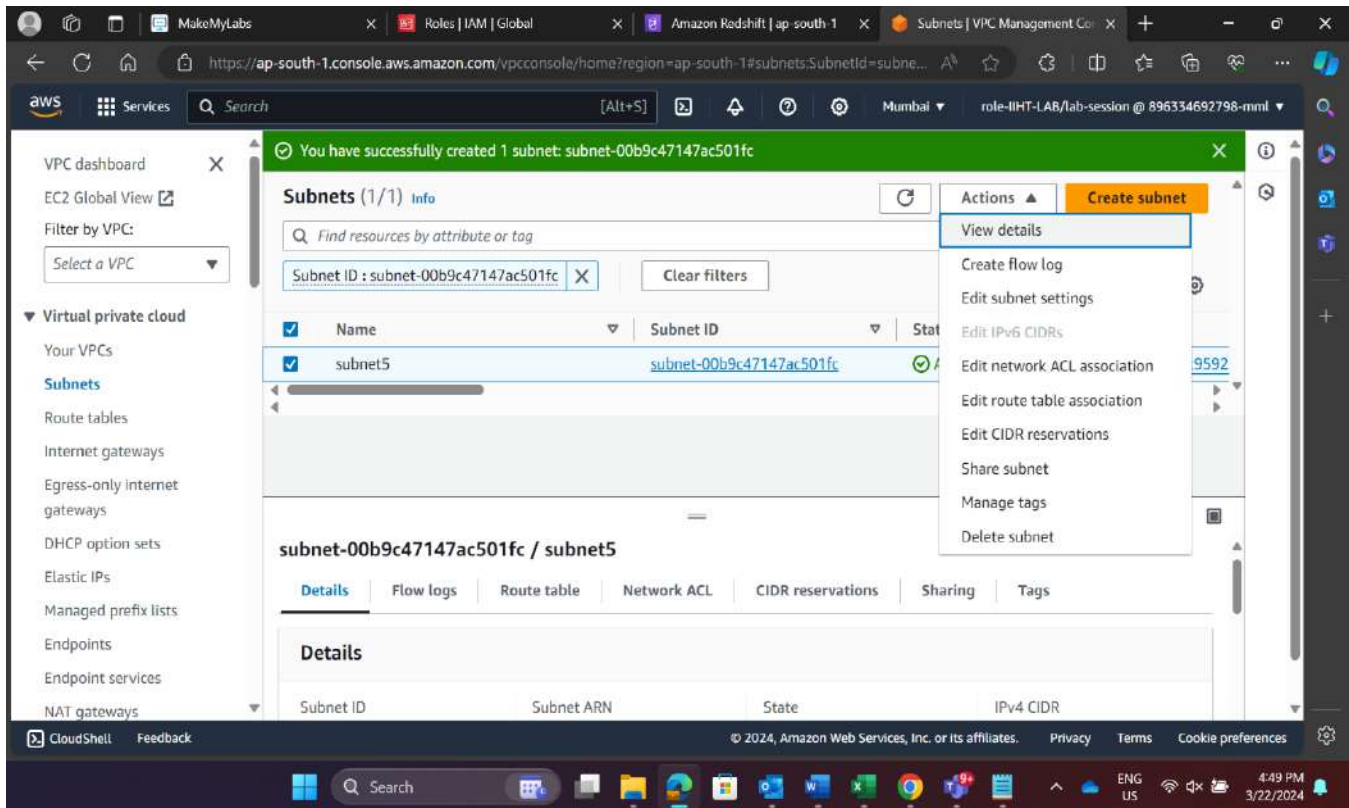 MakeMyLabs
Roles | IAM | Global
Amazon Redshift | ap-south-1
Subnets | VPC Management Co
https://ap-south-1.console.aws.amazon.com/vpcconsole/home?region=ap-south-1#subnets:SubnetId=subne...
aws
Services
Search
[Alt+S]
Mumbai
role-IIHT-LAB/lab-session @ 896334692798-mml
VPC dashboard
EC2 Global View
Filter by VPC:
Select a VPC
Virtual private cloud
Your VPCs
Subnets
Route tables
Internet gateways
Egress-only internet
gateways
DHCP option sets
Elastic IPs
Managed prefix lists
Endpoints
Endpoint services
NAT gateways
You have successfully created 1 subnet: subnet-00b9c47147ac501fc
Subnets (1/1) Info
Actions
Create subnet
Find resources by attribute or tag
Subnet ID : subnet-00b9c47147ac501fc
Clear filters
Name
Subnet ID
Stat
subnet5
subnet-00b9c47147ac501fc
A
9592
View details
Create flow log
Edit subnet settings
Edit IPv6 CIDRs
Edit network ACL association
Edit route table association
Edit CIDR reservations
Share subnet
Manage tags
Delete subnet
subnet-00b9c47147ac501fc / subnet5
Details
Flow logs
Route table
Network ACL
CIDR reservations
Sharing
Tags
Details
Subnet ID
Subnet ARN
State
IPv4 CIDR
CloudShell
Feedback
© 2024, Amazon Web Services, Inc. or its affiliates.
Privacy
Terms
Cookie preferences
Search
9+
ENG
US
4:49 PM
3/22/2024